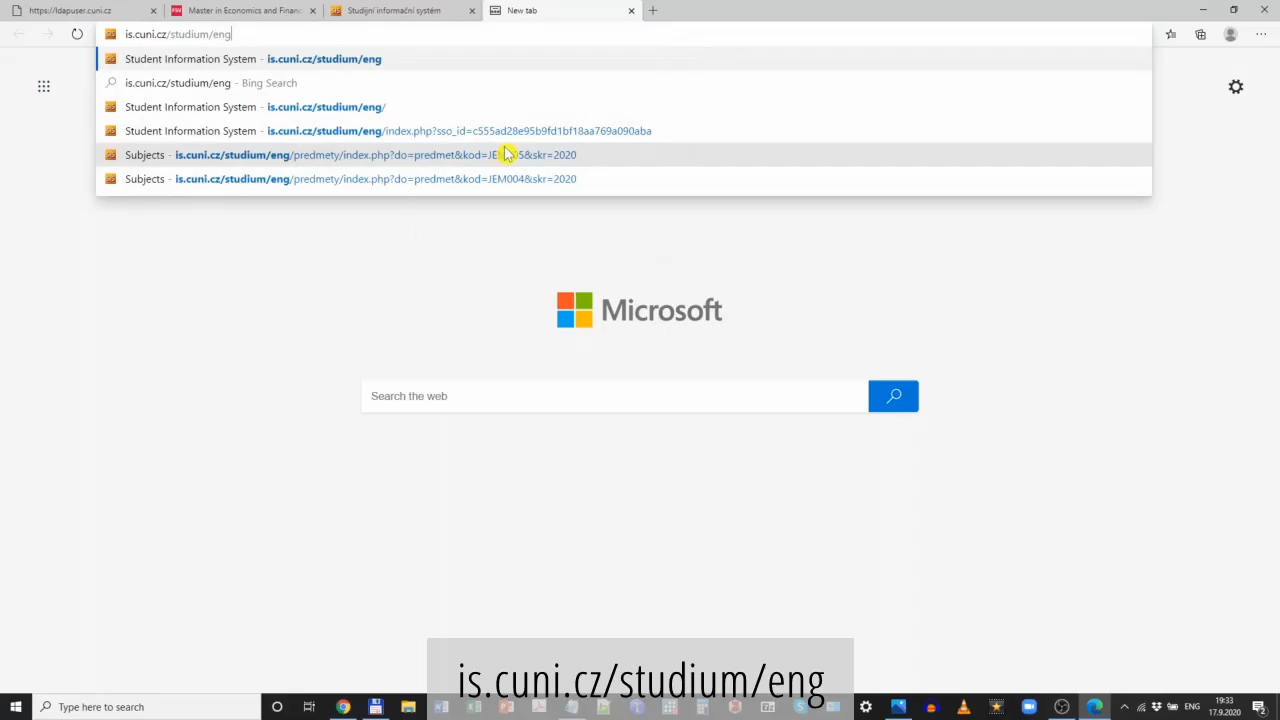 https://ldapuser.cuni.cz
Master in Economics and Financ
Studijní informační systém
New tab
is.cuni.cz/studium/eng
Student Information System - is.cuni.cz/studium/eng
is.cuni.cz/studium/eng - Bing Search
Student Information System - is.cuni.cz/studium/eng/
Student Information System - is.cuni.cz/studium/eng/index.php?sso_id=c555ad28e95b9fd1bf18aa769a090aba
Subjects - is.cuni.cz/studium/eng/predmety/index.php?do=predmet&kod=JEM005&skr=2020
Subjects - is.cuni.cz/studium/eng/predmety/index.php?do=predmet&kod=JEM004&skr=2020
Microsoft
Search the web
is.cuni.cz/studium/eng
Type here to search
ENG
19:33
17.9.2020